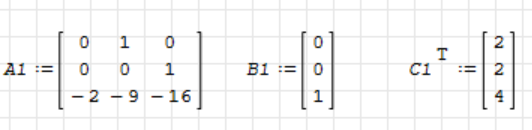 A1 := [ 0 1 0
0 0 1
-2 -9 -16 ]
B1 := [ 0
0
1 ]
C1 T := [ 2
2
4 ]